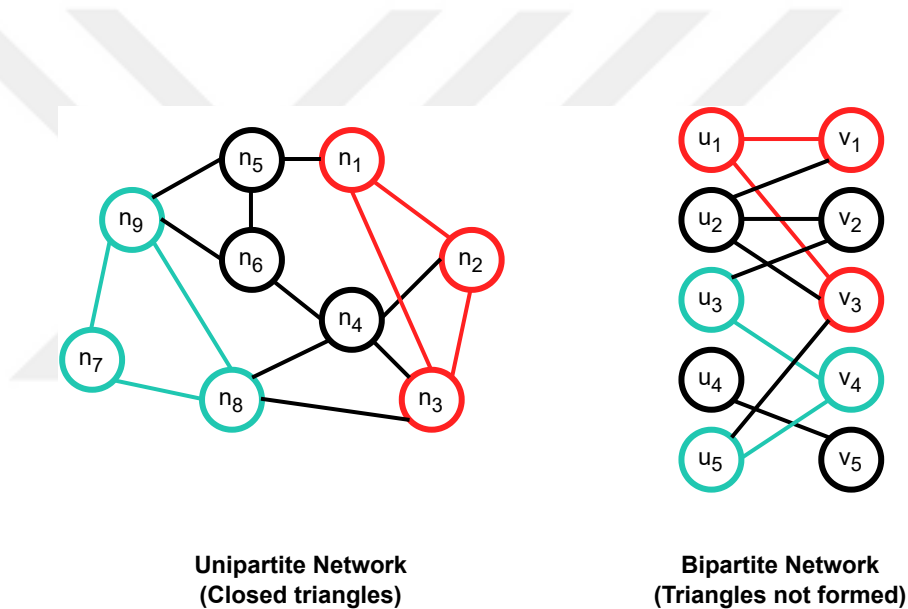 n5
n1
n9
n6
n2
n4
n7
n8
n3
u1
v1
u2
v2
u3
v3
u4
v4
u5
v5
Unipartite Network
(Closed triangles)
Bipartite Network
(Triangles not formed)